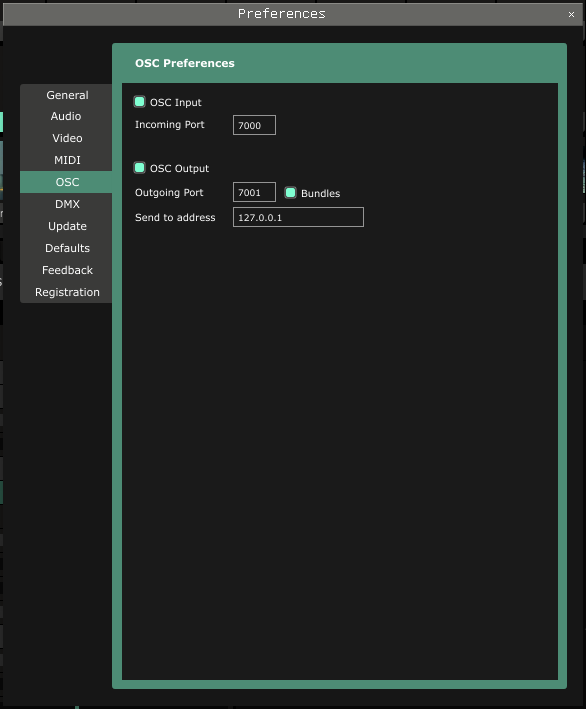 Preferences
×
OSC Preferences
General
Audio
Video
MIDI
OSC
DMX
Update
Defaults
Feedback
Registration
OSC Input
Incoming Port 7000
OSC Output
Outgoing Port 7001 Bundles
Send to address 127.0.0.1